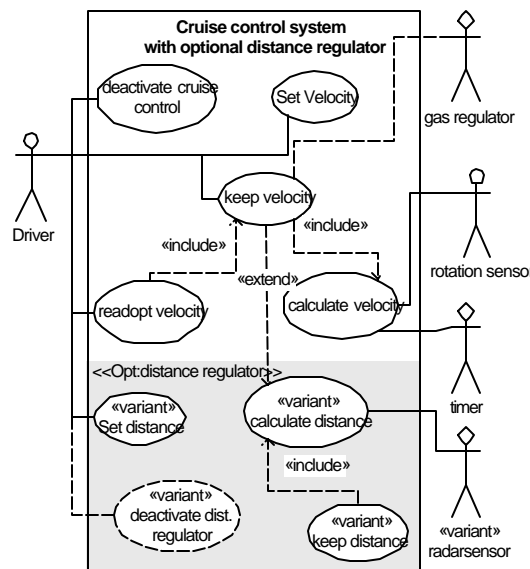 Cruise control system
with optional distance regulator
deactivate cruise
control
Set Velocity
gas regulator
keep velocity
Driver
«include»
«include»
rotation sensor
«extend»
readopt velocity
calculate velocity
<<Opt:distance regulator>>
timer
«variant»
Set distance
«variant»
calculate distance
«include»
«variant»
deactivate dist.
regulator
«variant»
keep distance
«variant»
radarsensor